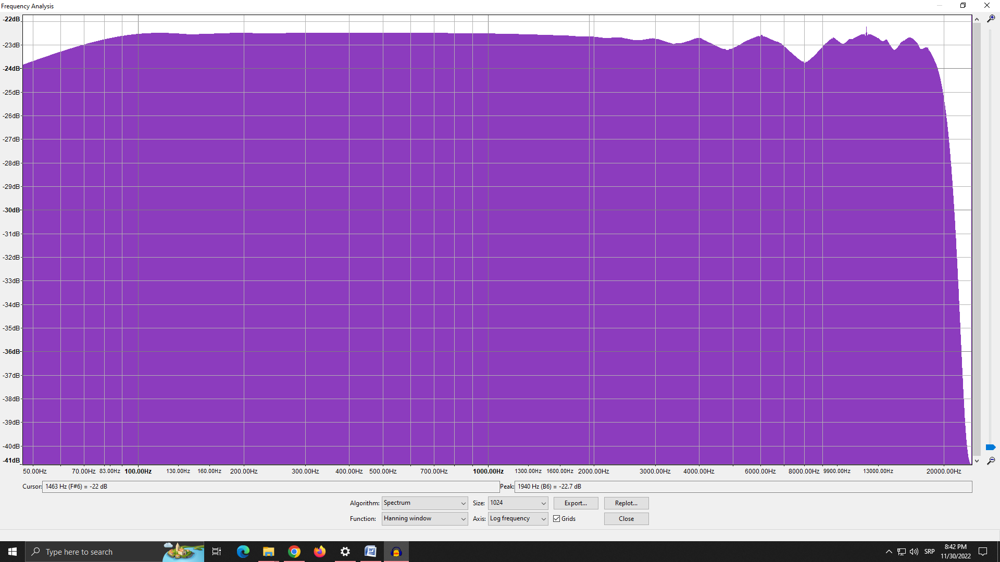 Frequency Analysis
-22dB
-23dB
-24dB
-25dB
-26dB
-27dB
-28dB
-29dB
-30dB
-31dB
-32dB
-33dB
-34dB
-35dB
-36dB
-37dB
-38dB
-39dB
-40dB
-41dB
50.00Hz 70.00Hz 83.00Hz 100.00Hz 130.00Hz 160.00Hz 200.00Hz 300.00Hz 400.00Hz 500.00Hz 700.00Hz 1000.00Hz 1300.00Hz 1600.00Hz 2000.00Hz 3000.00Hz 4000.00Hz 6000.00Hz 8000.00Hz 9900.00Hz 13000.00Hz 20000.00Hz
Cursor: 1463 Hz (F#6) = -22 dB Peak: 1940 Hz (B6) = -22.7 dB
Algorithm: Spectrum Size: 1024 Export... Replot...
Function: Hanning window Axis: Log frequency Grids Close
Type here to search SRP 8:42 PM
11/30/2022